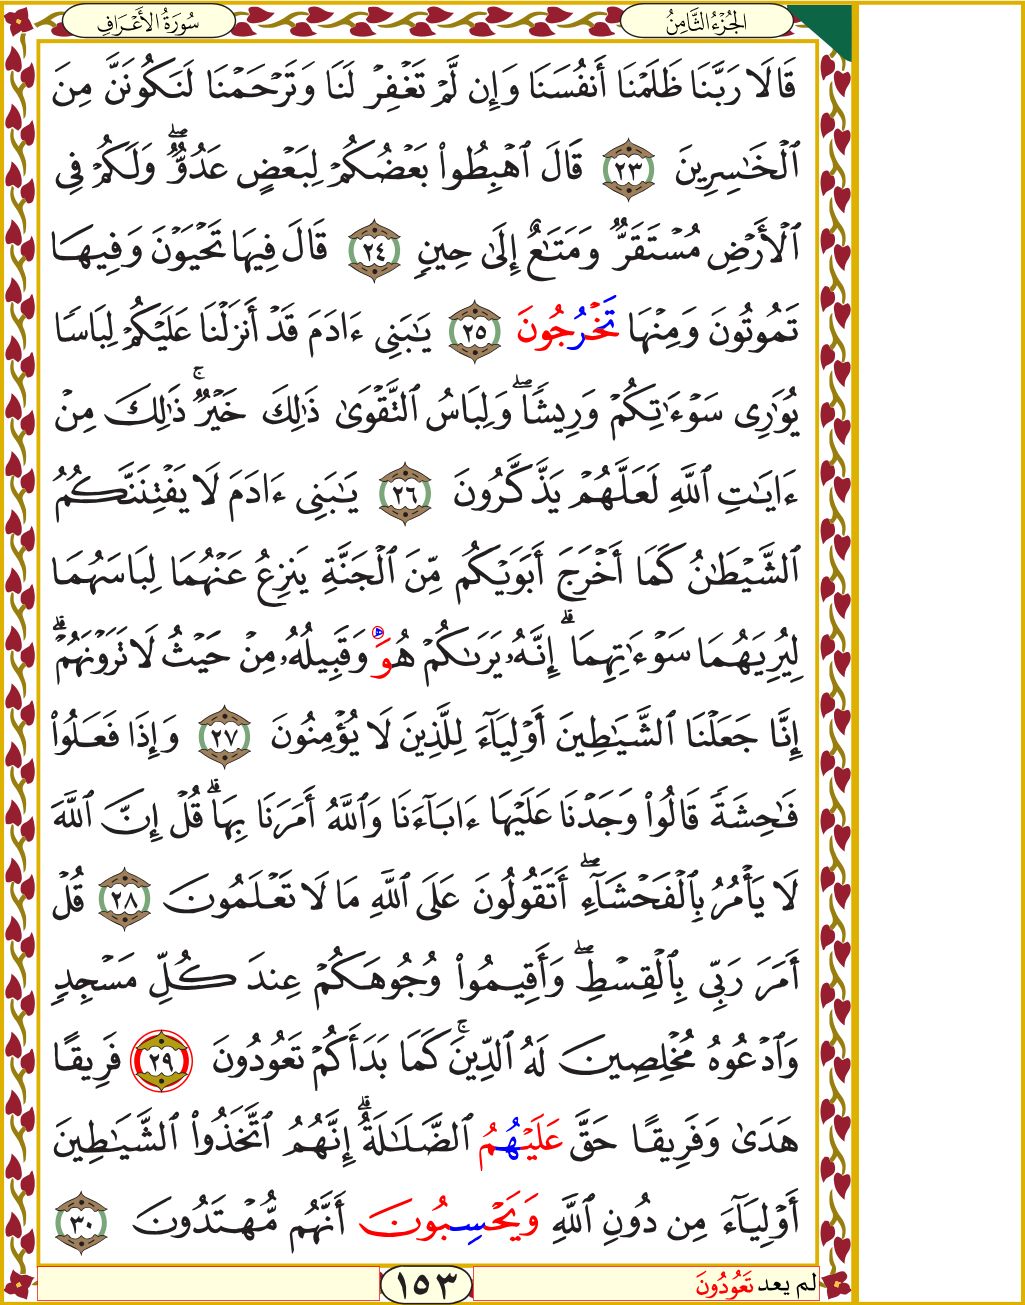 الجُزْءُ الثَّامِنُ
سُورَةُ الأَعْرَافِ
قَالَا رَبَّنَا ظَلَمْنَا أَنفُسَنَا وَإِن لَّمْ تَغْفِرْ لَنَا وَتَرْحَمْنَا لَنَكُونَنَّ مِنَ
ٱلْخَٰسِرِينَ ٢٣ قَالَ ٱهْبِطُوا۟ بَعْضُكُمْ لِبَعْضٍ عَدُوٌّۖ وَلَكُمْ فِى
ٱلْأَرْضِ مُسْتَقَرٌّ وَمَتَٰعٌ إِلَىٰ حِينٍ ٢٤ قَالَ فِيهَا تَحْيَوْنَ وَفِيهَا
تَمُوتُونَ وَمِنْهَا تَخْرُجُونَ ٢٥ يَٰبَنِى ءَادَمَ قَدْ أَنزَلْنَا عَلَيْكُمْ لِبَاسًا
يُوَٰرِى سَوْءَٰتِكُمْ وَرِيشًاۖ وَلِبَاسُ ٱلتَّقْوَىٰ ذَٰلِكَ خَيْرٌۚ ذَٰلِكَ مِنْ
ءَايَٰتِ ٱللَّهِ لَعَلَّهُمْ يَذَّكَّرُونَ ٢٦ يَٰبَنِى ءَادَمَ لَا يَفْتِنَنَّكُمُ
ٱلشَّيْطَٰنُ كَمَا أَخْرَجَ أَبَوَيْكُم مِّنَ ٱلْجَنَّةِ يَنزِعُ عَنْهُمَا لِبَاسَهُمَا
لِيُرِيَهُمَا سَوْءَٰتِهِمَاۗ إِنَّهُۥ يَرَىٰكُمْ هُوَ وَقَبِيلُهُۥ مِنْ حَيْثُ لَا تَرَوْنَهُمْۗ
إِنَّا جَعَلْنَا ٱلشَّيَٰطِينَ أَوْلِيَآءَ لِلَّذِينَ لَا يُؤْمِنُونَ ٢٧ وَإِذَا فَعَلُوا۟
فَٰحِشَةً قَالُوا۟ وَجَدْنَا عَلَيْهَا ءَابَآءَنَا وَٱللَّهُ أَمَرَنَا بِهَاۗ قُلْ إِنَّ ٱللَّهَ
لَا يَأْمُرُ بِٱلْفَحْشَآءِۖ أَتَقُولُونَ عَلَى ٱللَّهِ مَا لَا تَعْلَمُونَ ٢٨ قُلْ
أَمَرَ رَبِّى بِٱلْقِسْطِۖ وَأَقِيمُوا۟ وُجُوهَكُمْ عِندَ كُلِّ مَسْجِدٍ
وَٱدْعُوهُ مُخْلِصِينَ لَهُ ٱلدِّينَۚ كَمَا بَدَأَكُمْ تَعُودُونَ ٢٩ فَرِيقًا
هَدَىٰ وَفَرِيقًا حَقَّ عَلَيْهُمُ ٱلضَّلَٰلَةُۗ إِنَّهُمُ ٱتَّخَذُوا۟ ٱلشَّيَٰطِينَ
أَوْلِيَآءَ مِن دُونِ ٱللَّهِ وَيَحْسِبُونَ أَنَّهُم مُّهْتَدُونَ ٣٠
لم يعد تَعُودُونَ
١٥٣